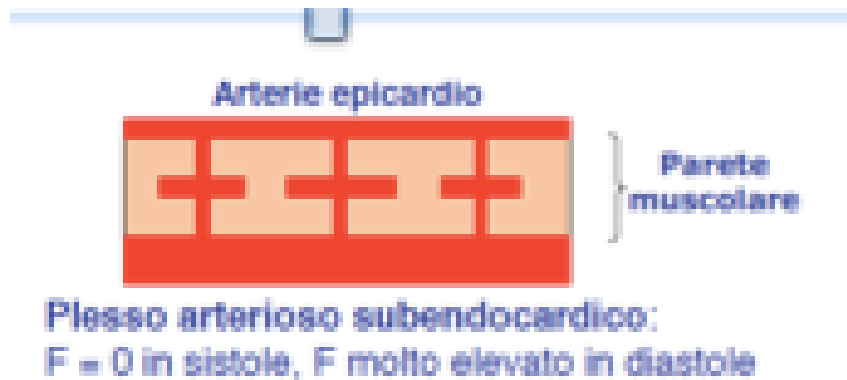 Arterie epicardio
Parete
muscolare
Plesso arterioso subendocardico:
F = 0 in sistole, F molto elevato in diastole